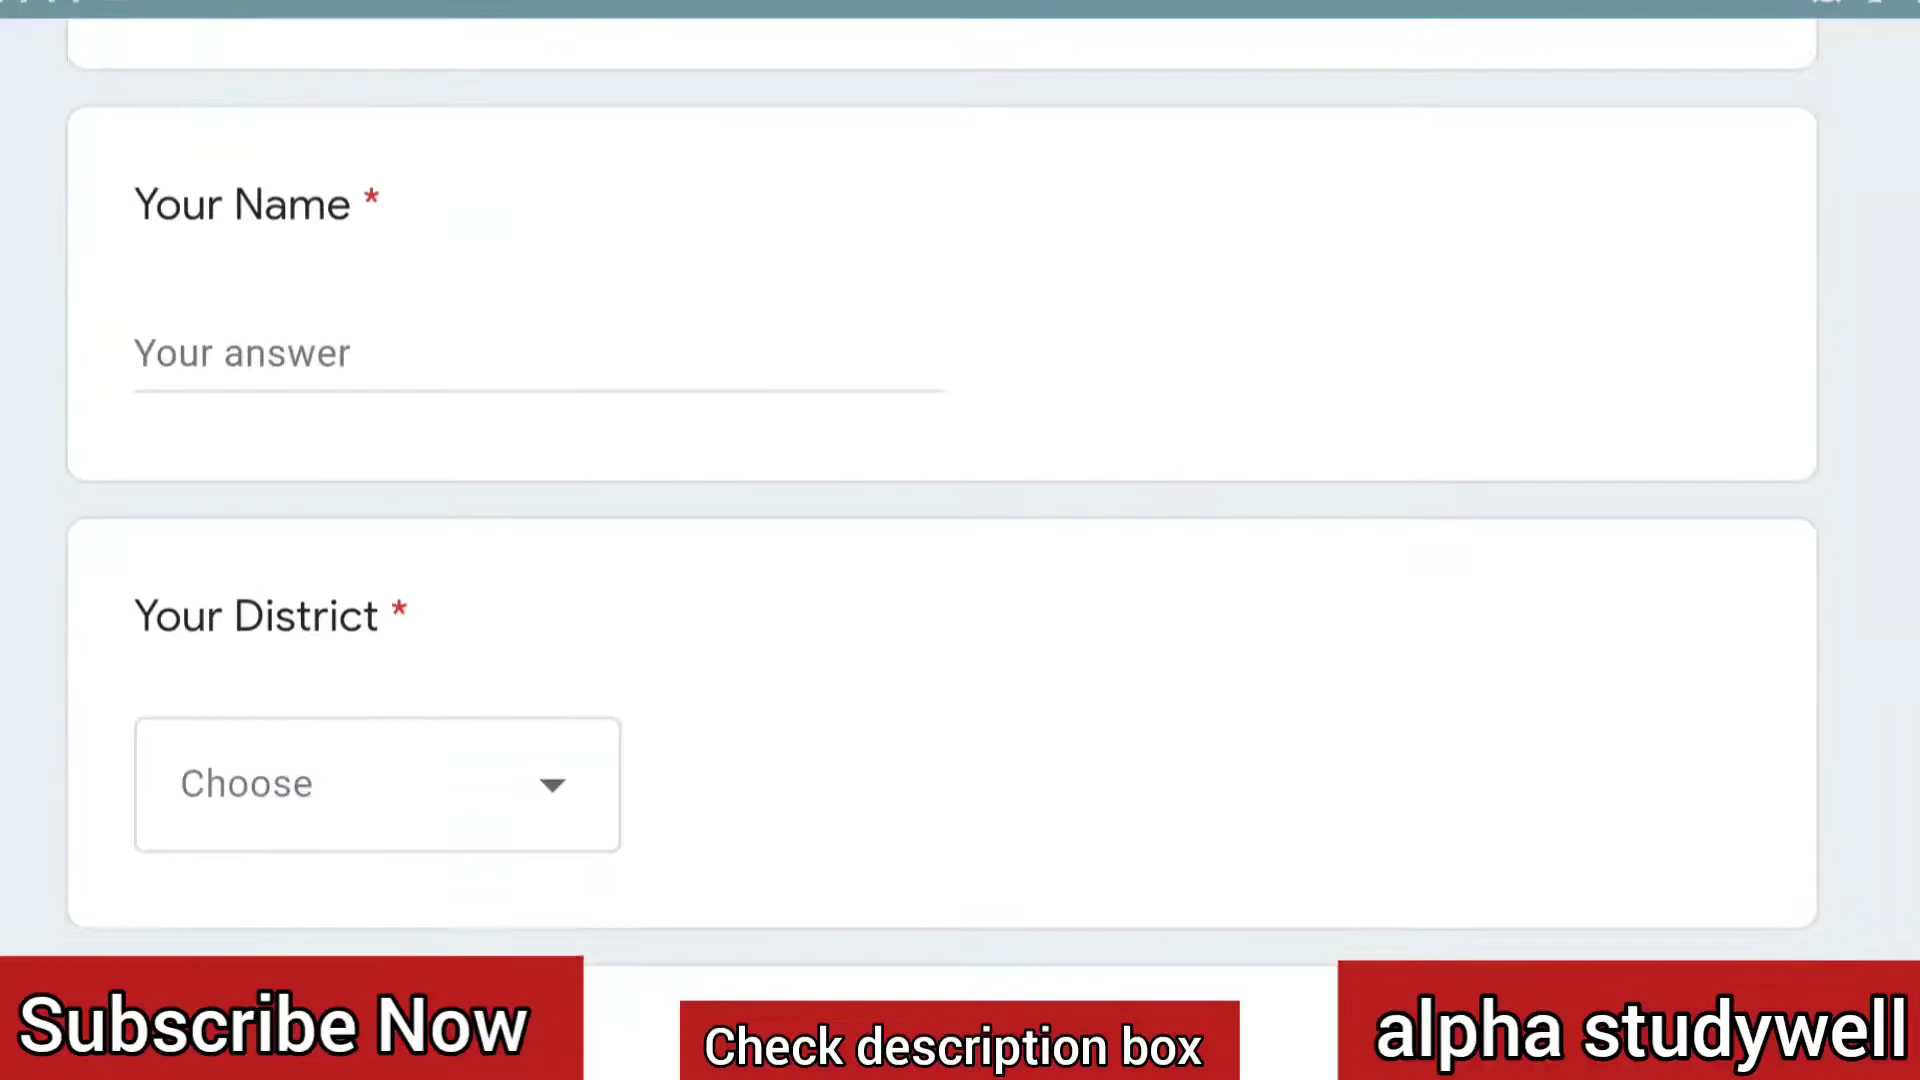 Your Name *
Your answer
Your District *
Choose
Subscribe Now
Check description box
alpha studywell